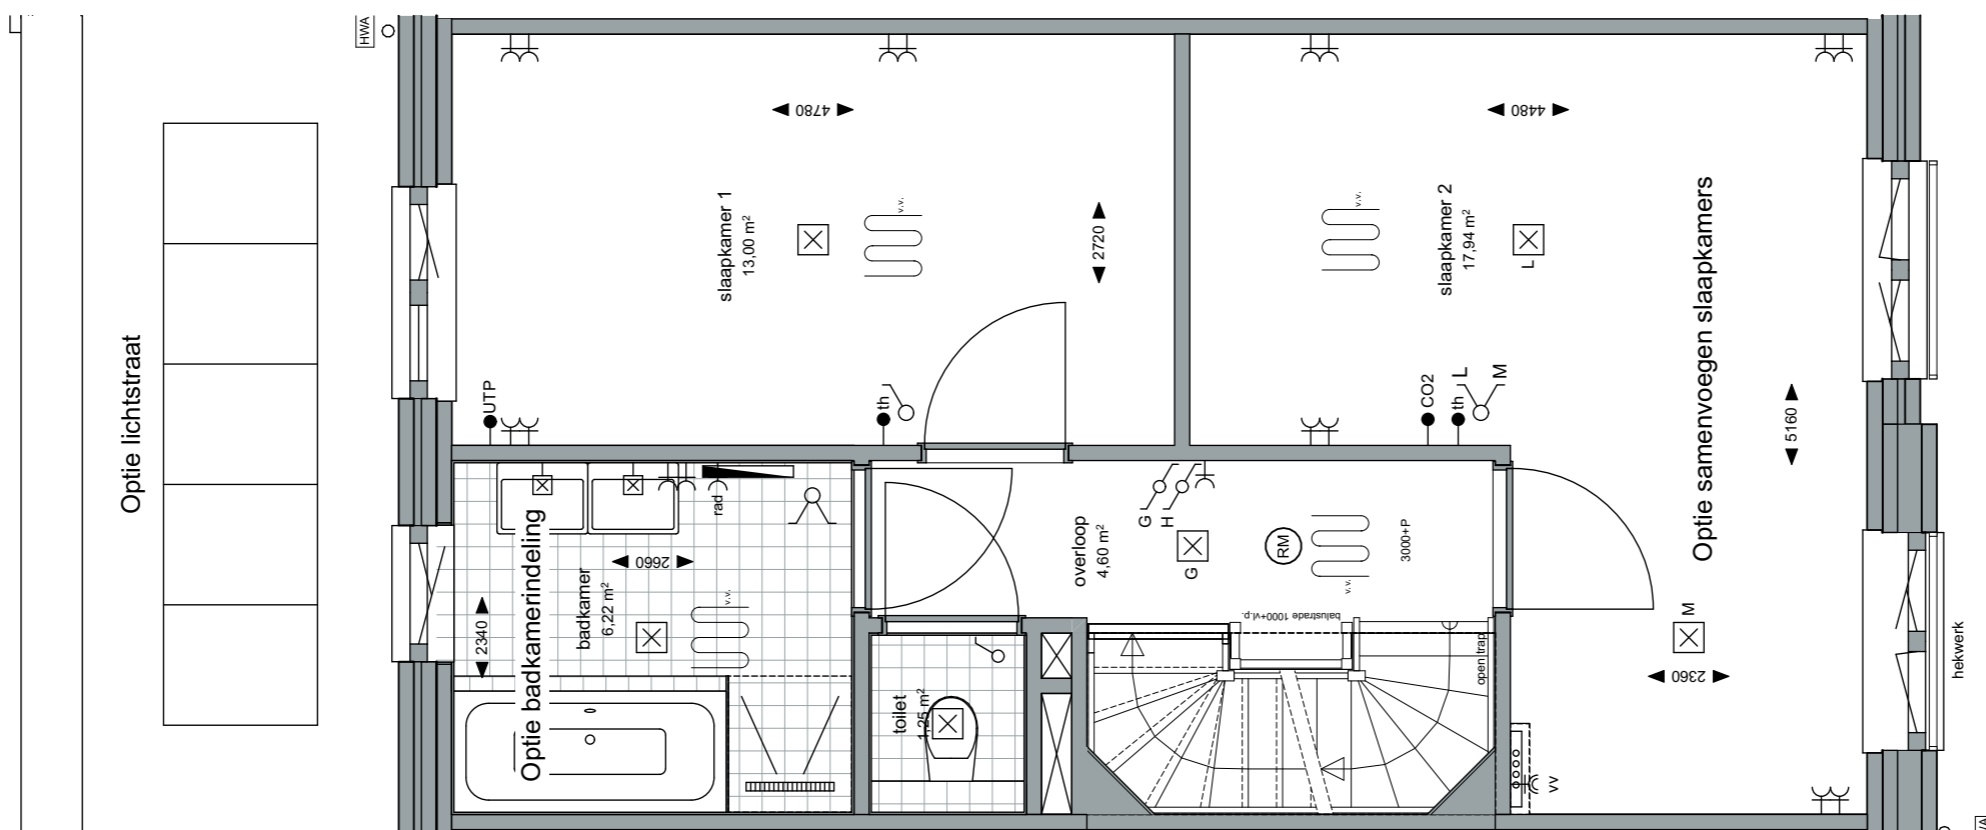 HWA
Optie lichtstraat
4780
slaapkamer 1
13,00 m²
v.v.
2720
UTP
th
4480
slaapkamer 2
17,94 m²
v.v.
L
Optie samenvoegen slaapkamers
CO2
th
L
M
5160
rad
Optie badkamerindeling
2660
badkamer
6,22 m²
v.v.
2340
overloop
4,60 m²
G
H
G
RM
v.v.
3000+P
balustrade 1000+vl.p.
open trap
toilet
1,25 m²
M
2360
hekwerk
VV